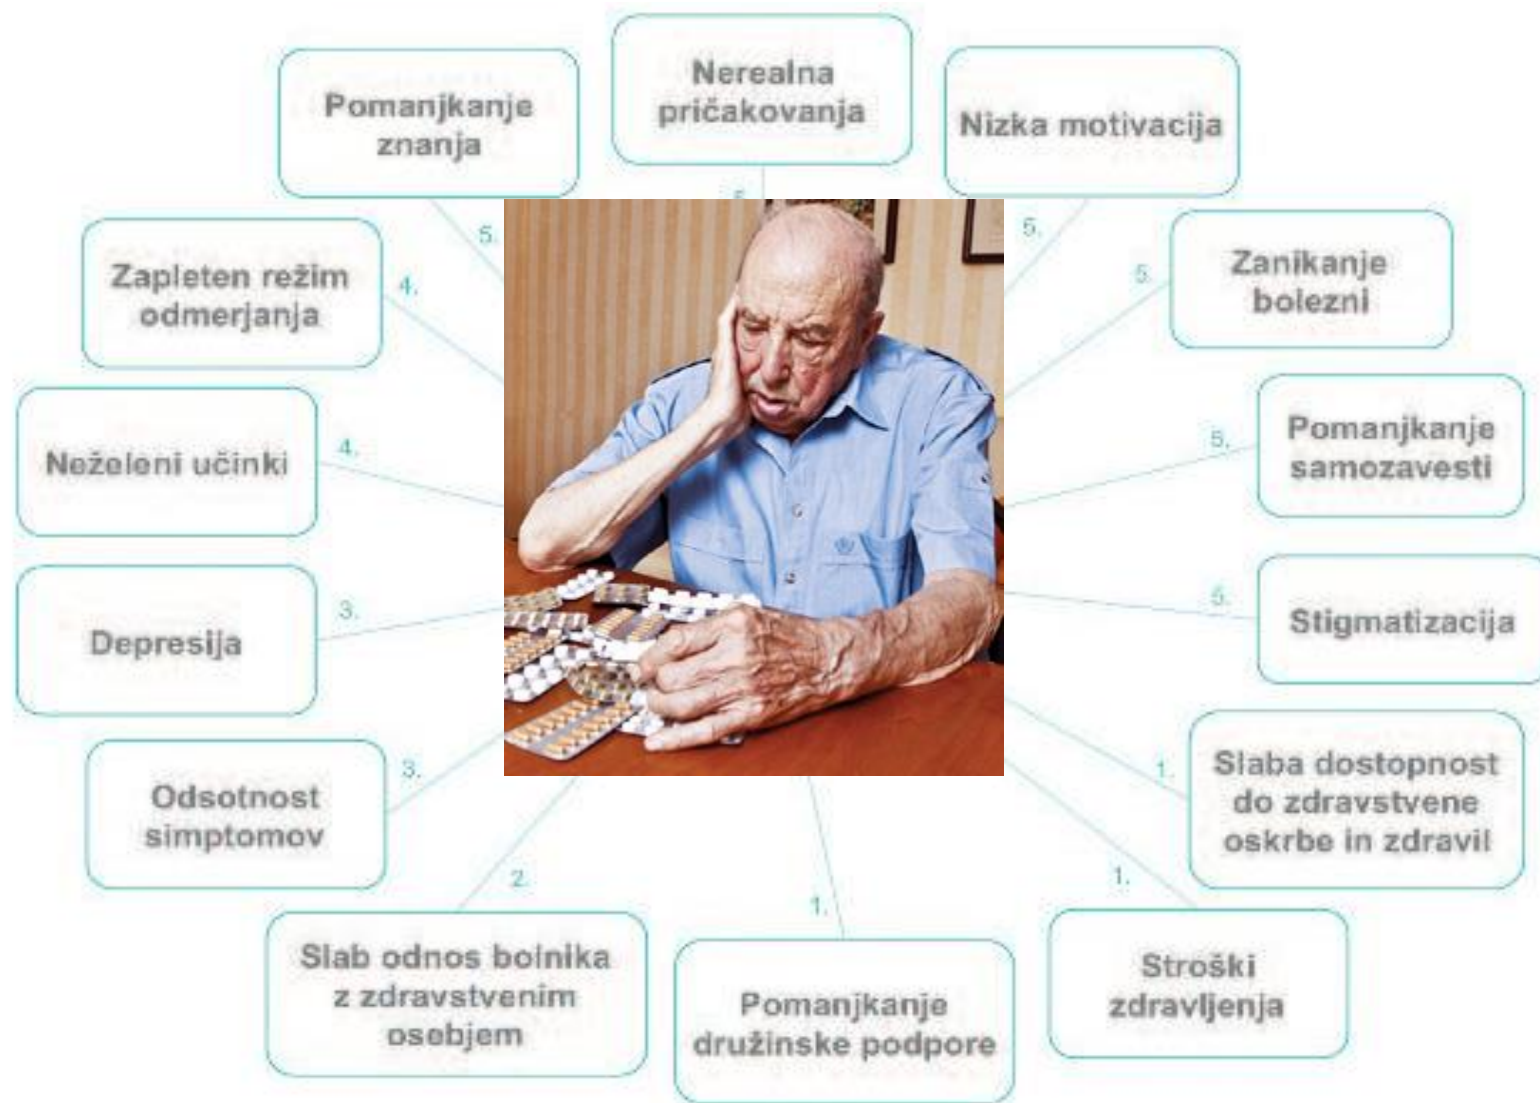 Nerealna
pričakovanja
Pomanjkanje
znanja
Nizka motivacija
5.
5.
5.
Zapleten režim
odmerjanja
4.
Zanikanje
bolezni
5.
Neželeni učinki
4.
Pomanjkanje
samozavesti
5.
Depresija
3.
Stigmatizacija
5.
Odsotnost
simptomov
3.
Slaba dostopnost
do zdravstvene
oskrbe in zdravil
1.
Slab odnos bolnika
z zdravstvenim
osebjem
2.
Pomanjkanje
družinske podpore
1.
Stroški
zdravljenja
1.